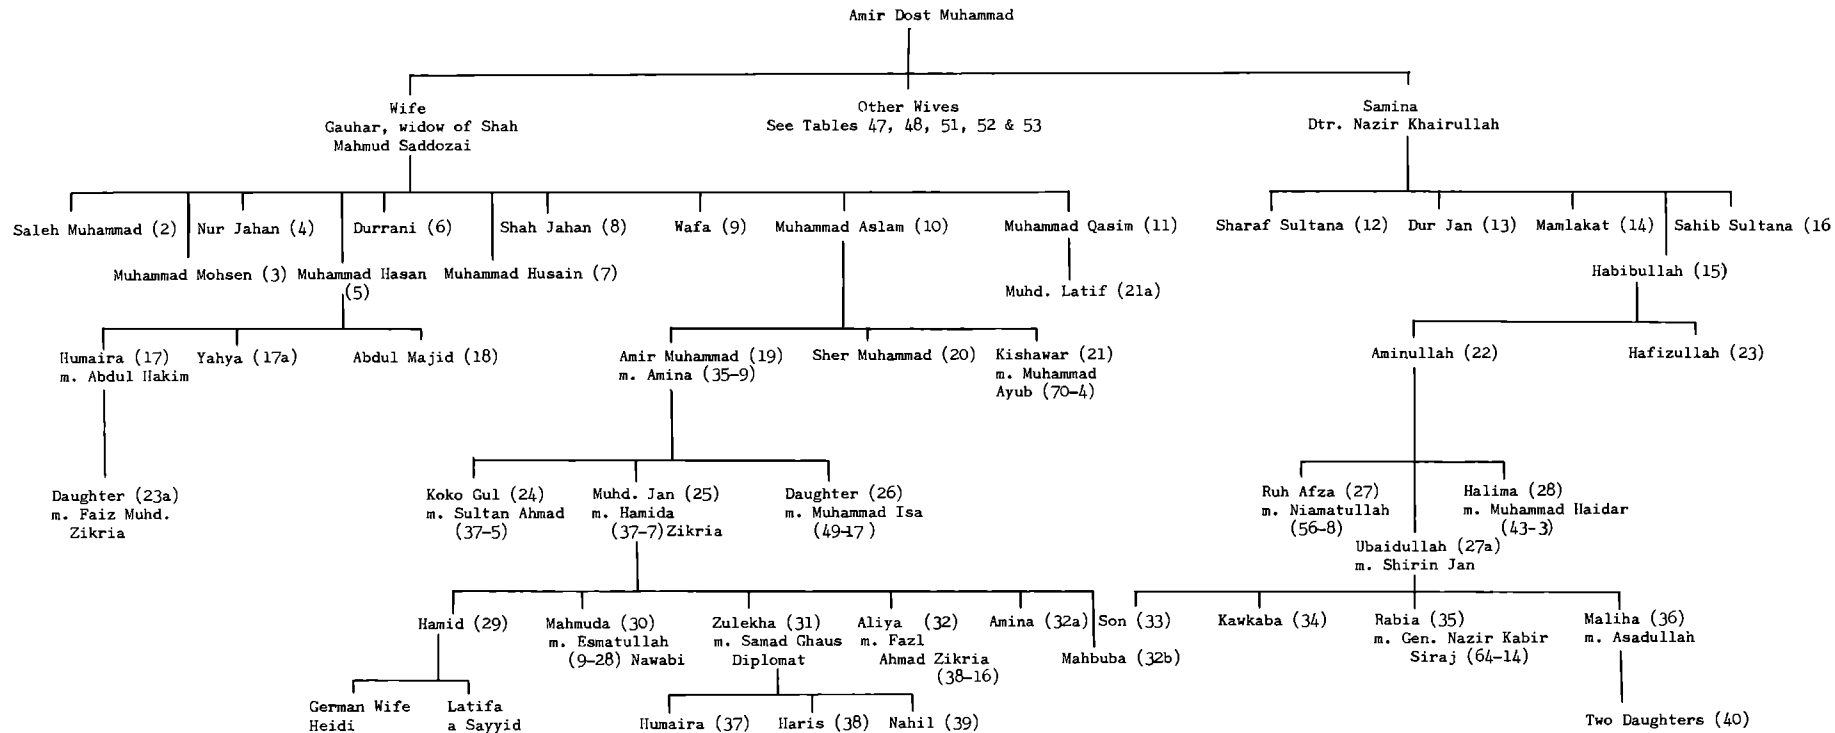 Amir Dost Muhammad
Wife
Gauhar, widow of Shah
Mahmud Saddozai
Other Wives
See Tables 47, 48, 51, 52 & 53
Samina
Dtr. Nazir Khairullah
Saleh Muhammad (2)
Nur Jahan (4)
Durrani (6)
Shah Jahan (8)
Wafa (9)
Muhammad Aslam (10)
Muhammad Qasim (11)
Sharaf Sultana (12)
Dur Jan (13)
Mamlakat (14)
Sahib Sultana (16
Muhammad Mohsen (3)
Muhammad Hasan
(5)
Muhammad Husain (7)
Habibullah (15)
Muhd. Latif (21a)
Humaira (17)
m. Abdul Hakim
Yahya (17a)
Abdul Majid (18)
Amir Muhammad (19)
m. Amina (35-9)
Sher Muhammad (20)
Kishawar (21)
m. Muhammad
Ayub (70-4)
Aminullah (22)
Hafizullah (23)
Daughter (23a)
m. Faiz Muhd.
Zikria
Koko Gul (24)
m. Sultan Ahmad
(37-5)
Muhd. Jan (25)
m. Hamida
(37-7) Zikria
Daughter (26)
m. Muhammad Isa
(49-17 )
Ruh Afza (27)
m. Niamatullah
(56-8)
Halima (28)
m. Muhammad Haidar
(43-3)
Ubaidullah (27a)
m. Shirin Jan
Hamid (29)
Mahmuda (30)
m. Esmatullah
(9-28) Nawabi
Zulekha (31)
m. Samad Ghaus
Diplomat
Aliya (32)
m. Fazl
Ahmad Zikria
(38-16)
Amina (32a)
Mahbuba (32b)
Son (33)
Kawkaba (34)
Rabia (35)
m. Gen. Nazir Kabir
Siraj (64-14)
Maliha (36)
m. Asadullah
German Wife
Heidi
Latifa
a Sayyid
Humaira (37)
Haris (38)
Nahil (39)
Two Daughters (40)